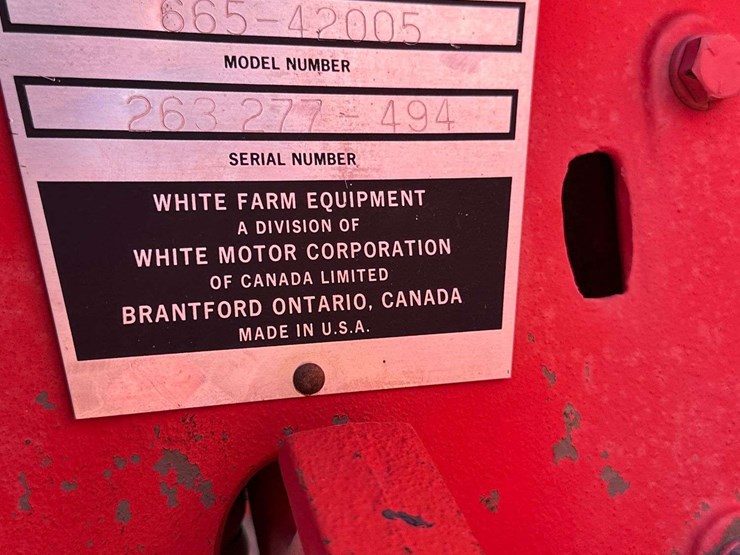 665-42005
MODEL NUMBER
263 277-494
SERIAL NUMBER
WHITE FARM EQUIPMENT
A DIVISION OF
WHITE MOTOR CORPORATION
OF CANADA LIMITED
BRANTFORD ONTARIO, CANADA
MADE IN U.S.A.